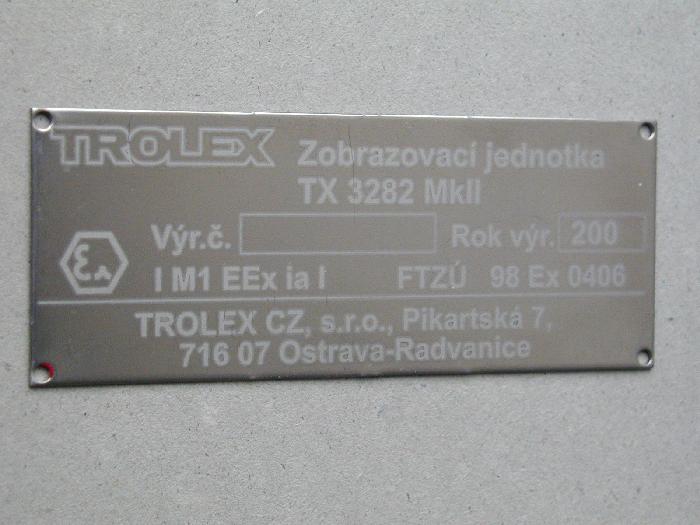 TROLEX Zobrazovací jednotka
TX 3282 MkII
Výr.č. Rok výr. 200
Ex I M1 EEx ia I FTZÚ 98 Ex 0406
TROLEX CZ, s.r.o., Pikartská 7,
716 07 Ostrava-Radvanice